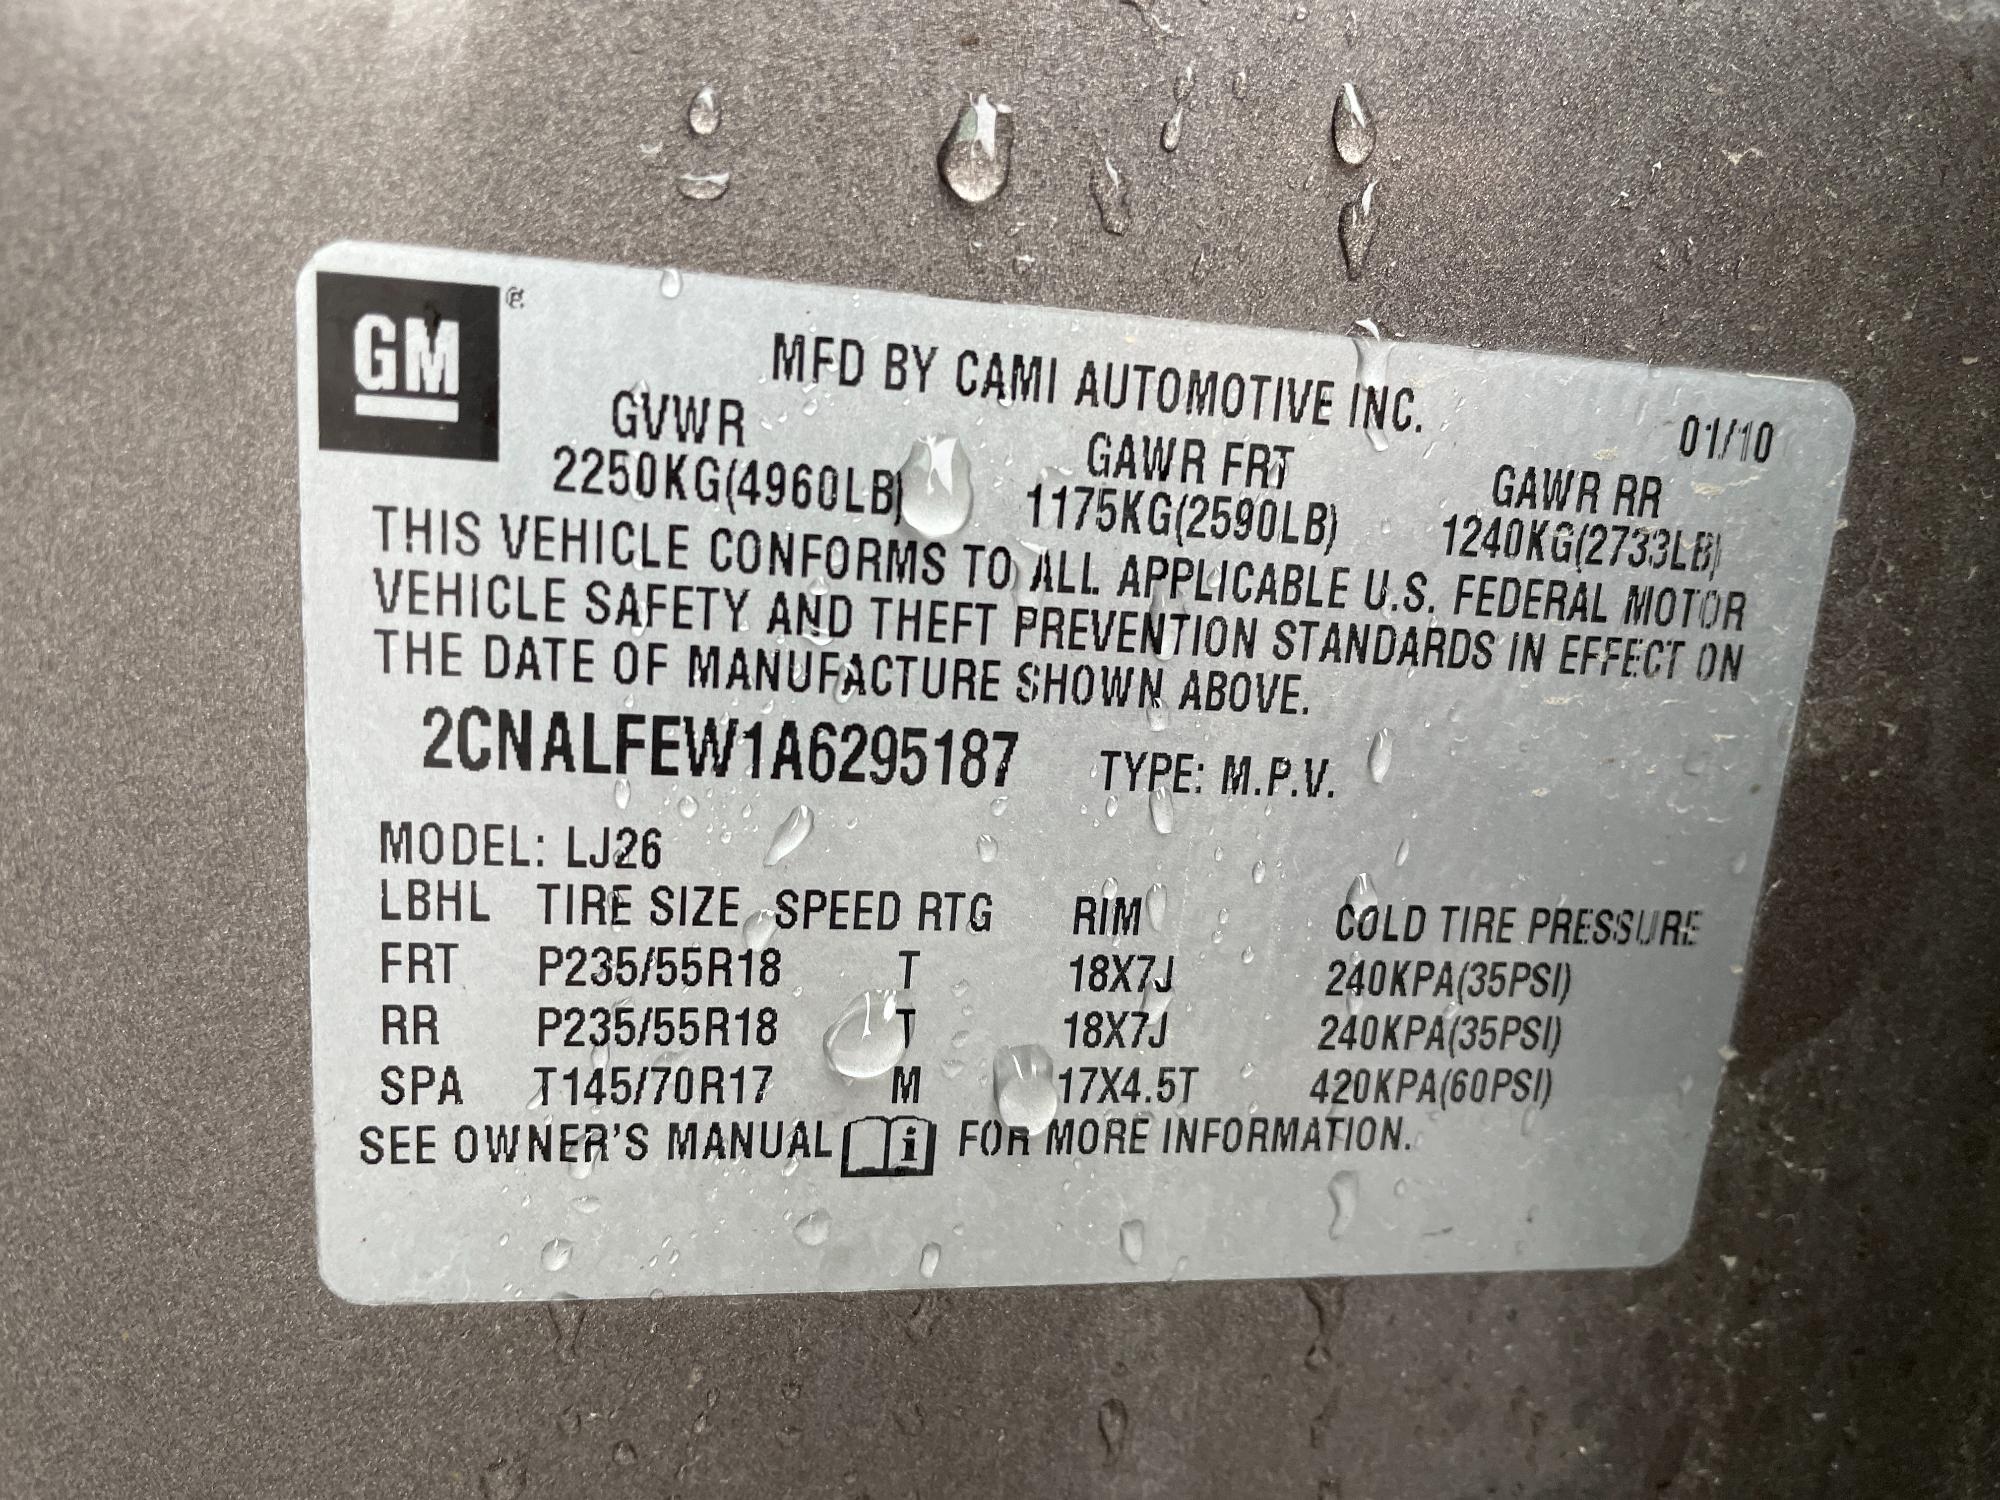 GM
MFD BY CAMI AUTOMOTIVE INC.
01/10
GVWR GAWR FRT GAWR RR
2250KG(4960LB) 1175KG(2590LB) 1240KG(2733LB)
THIS VEHICLE CONFORMS TO ALL APPLICABLE U.S. FEDERAL MOTOR
VEHICLE SAFETY AND THEFT PREVENTION STANDARDS IN EFFECT ON
THE DATE OF MANUFACTURE SHOWN ABOVE.
2CNALFEW1A6295187 TYPE: M.P.V.
MODEL: LJ26
LBHL TIRE SIZE SPEED RTG RIM COLD TIRE PRESSURE
FRT P235/55R18 T 18X7J 240KPA(35PSI)
RR P235/55R18 T 18X7J 240KPA(35PSI)
SPA T145/70R17 M 17X4.5T 420KPA(60PSI)
SEE OWNER'S MANUAL i FOR MORE INFORMATION.